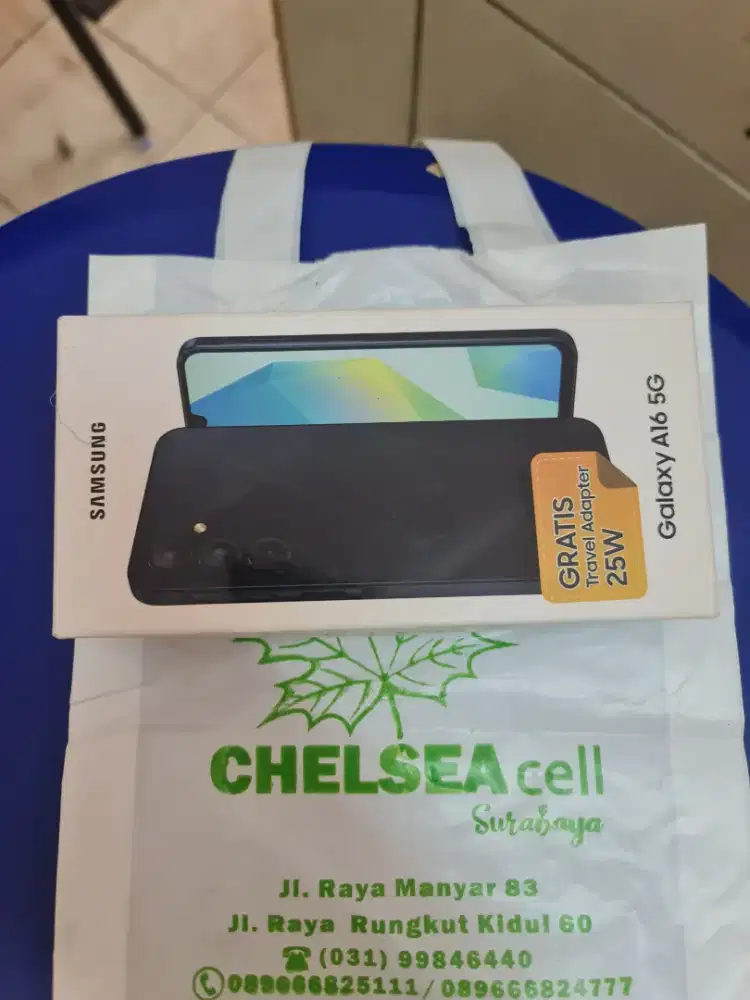 SAMSUNG
Galaxy A16 5G
GRATIS
Travel Adapter
25W
CHELSEA cell
Surabaya
Jl. Raya Manyar 83
Jl. Raya Rungkut Kidul 60
(031) 99846440
089666825111/089666824777